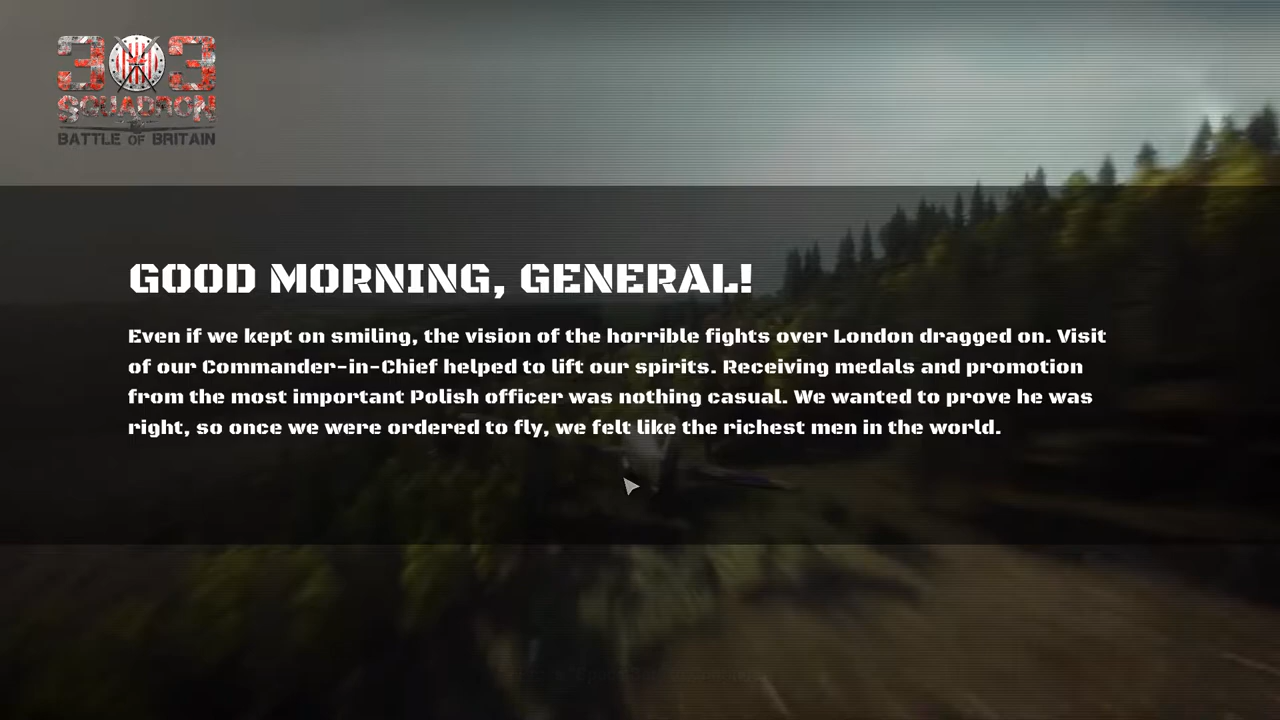 303
SQUADRON
BATTLE OF BRITAIN
GOOD MORNING, GENERAL!
Even if we kept on smiling, the vision of the horrible fights over London dragged on. Visit
of our Commander-in-Chief helped to lift our spirits. Receiving medals and promotion
from the most important Polish officer was nothing casual. We wanted to prove he was
right, so once we were ordered to fly, we felt like the richest men in the world.